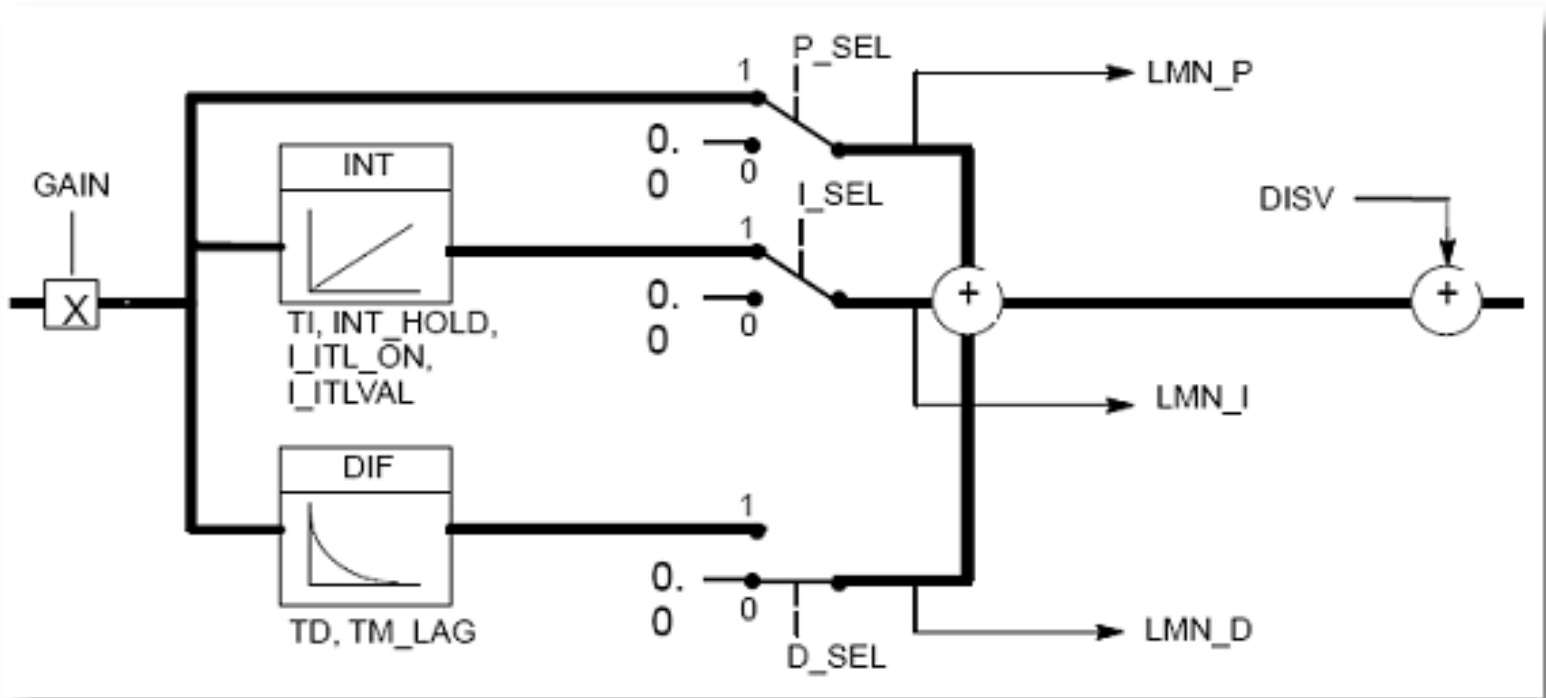 P_SEL
1
LMN_P
0.
0
0
INT
GAIN
I_SEL
DISV
1
X
0.
0
0
+
+
TI, INT_HOLD,
I_ITL_ON,
I_ITLVAL
LMN_I
DIF
1
0.
0
0
TD, TM_LAG
LMN_D
D_SEL